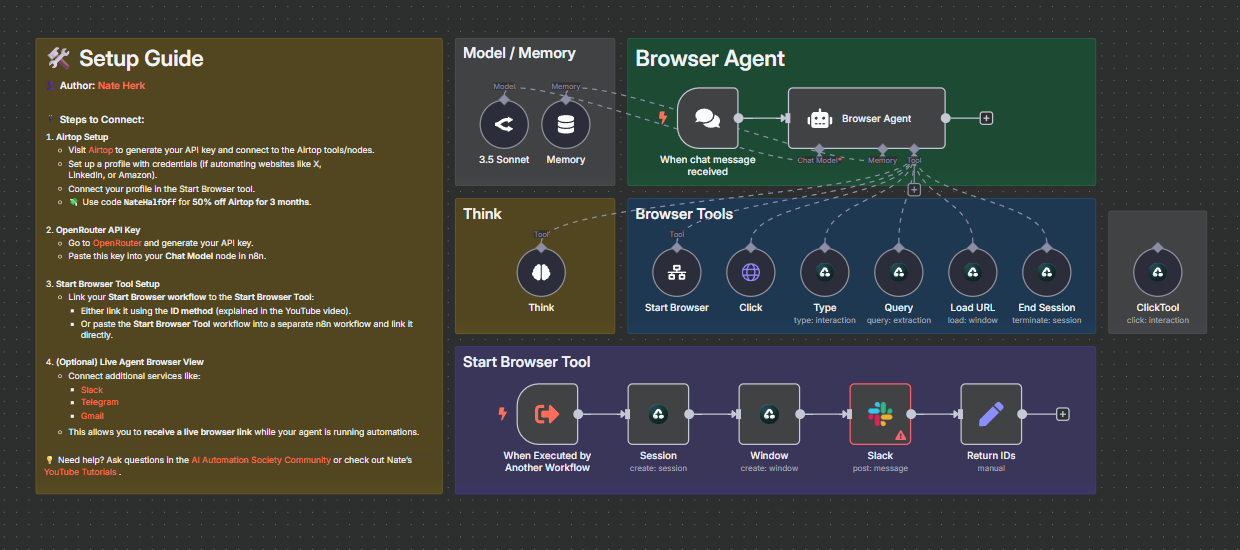 🛠️ Setup Guide
Author: Nate Herk
Steps to Connect:
1. Airtop Setup
Visit Airtop to generate your API key and connect to the Airtop tools/nodes.
Set up a profile with credentials (if automating websites like X,
LinkedIn, or Amazon).
Connect your profile in the Start Browser tool.
💸 Use code NateHalfOff for 50% off Airtop for 3 months.
2. OpenRouter API Key
Go to OpenRouter and generate your API key.
Paste this key into your Chat Model node in n8n.
3. Start Browser Tool Setup
Link your Start Browser workflow to the Start Browser Tool:
Either link it using the ID method (explained in the YouTube video).
Or paste the Start Browser Tool workflow into a separate n8n workflow and link it
directly.
4. (Optional) Live Agent Browser View
Connect additional services like:
Slack
Telegram
Gmail
This allows you to receive a live browser link while your agent is running automations.
💡 Need help? Ask questions in the AI Automation Society Community or check out Nate's
YouTube Tutorials .
Model / Memory
Model
Memory
3.5 Sonnet
Memory
Browser Agent
When chat message
received
Browser Agent
Chat Model*
Memory
Tool
Think
Tool
Think
Browser Tools
Tool
Start Browser
Click
Type
type: interaction
Query
query: extraction
Load URL
load: window
End Session
terminate: session
ClickTool
click: interaction
Start Browser Tool
When Executed by
Another Workflow
Session
create: session
Window
create: window
Slack
post: message
Return IDs
manual